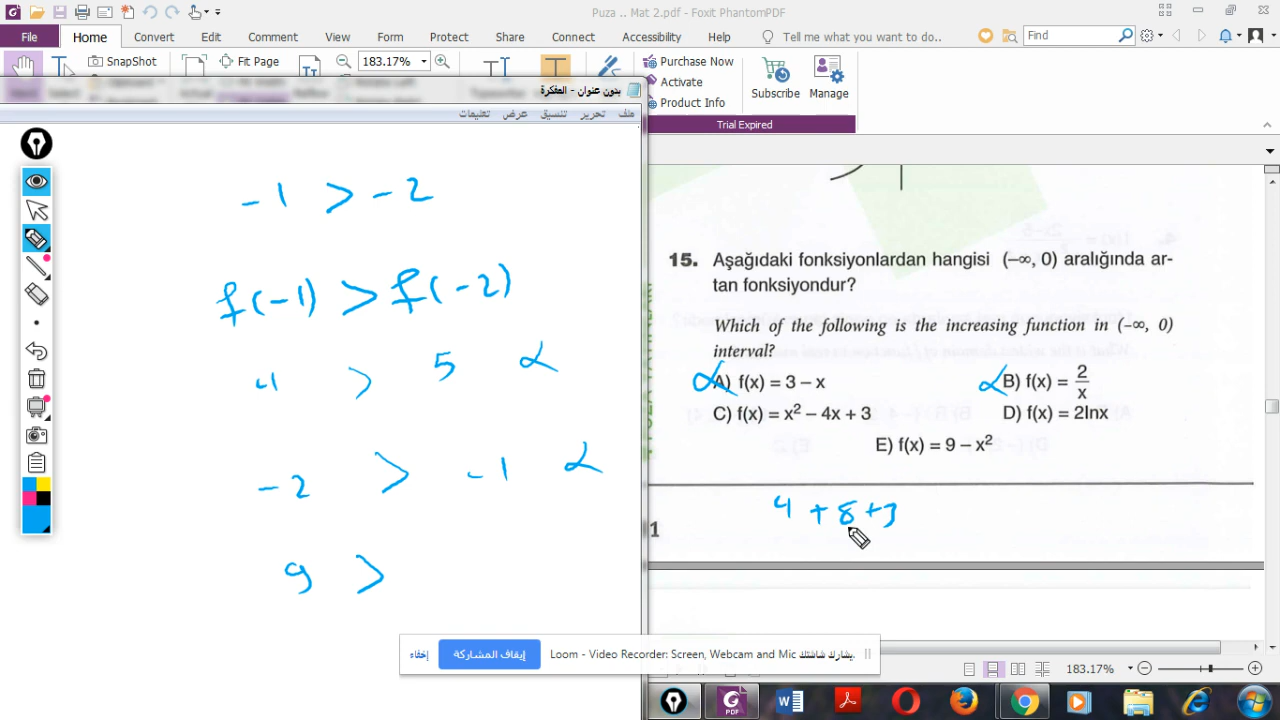 Puza .. Mat 2.pdf - Foxit PhantomPDF
File Home Convert Edit Comment View Form Protect Share Connect Accessibility Help Tell me what you want to do.. Find
SnapShot Fit Page 183.17% Purchase Now
Activate
Product Info
Subscribe Manage
Trial Expired
بدون عنوان - المفكرة
ملف تحرير تنسيق عرض تعليمات
-1 > -2
f(-1) > f(-2)
4 > 5 α
-2 > -1 α
9 >
15. Aşağıdaki fonksiyonlardan hangisi (–∞, 0) aralığında ar-
tan fonksiyondur?
Which of the following is the increasing function in (–∞, 0)
interval?
A) f(x) = 3 – x B) f(x) = 2/x
C) f(x) = x² – 4x + 3 D) f(x) = 2lnx
E) f(x) = 9 – x²
4 + 8 + 3
1
Loom - Video Recorder: Screen, Webcam and Mic يشارك شاشتك. إيقاف المشاركة إخفاء
183.17%
PDF